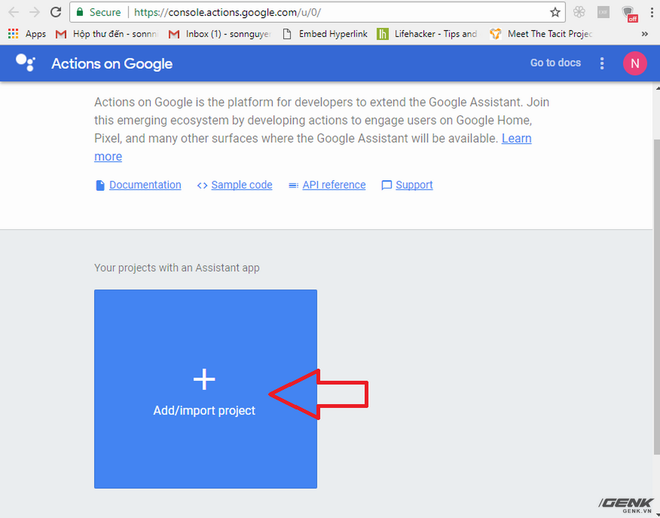 Secure https://console.actions.google.com/u/0/
Apps Hộp thư đến - sonnn Inbox (1) - sonnguyen Embed Hyperlink Lifehacker - Tips and Meet The Tacit Projec »
Actions on Google Go to docs N
Actions on Google is the platform for developers to extend the Google Assistant. Join
this emerging ecosystem by developing actions to engage users on Google Home,
Pixel, and many other surfaces where the Google Assistant will be available. Learn
more
Documentation <> Sample code API reference Support
Your projects with an Assistant app
+
Add/import project
GENK
GENK.VN